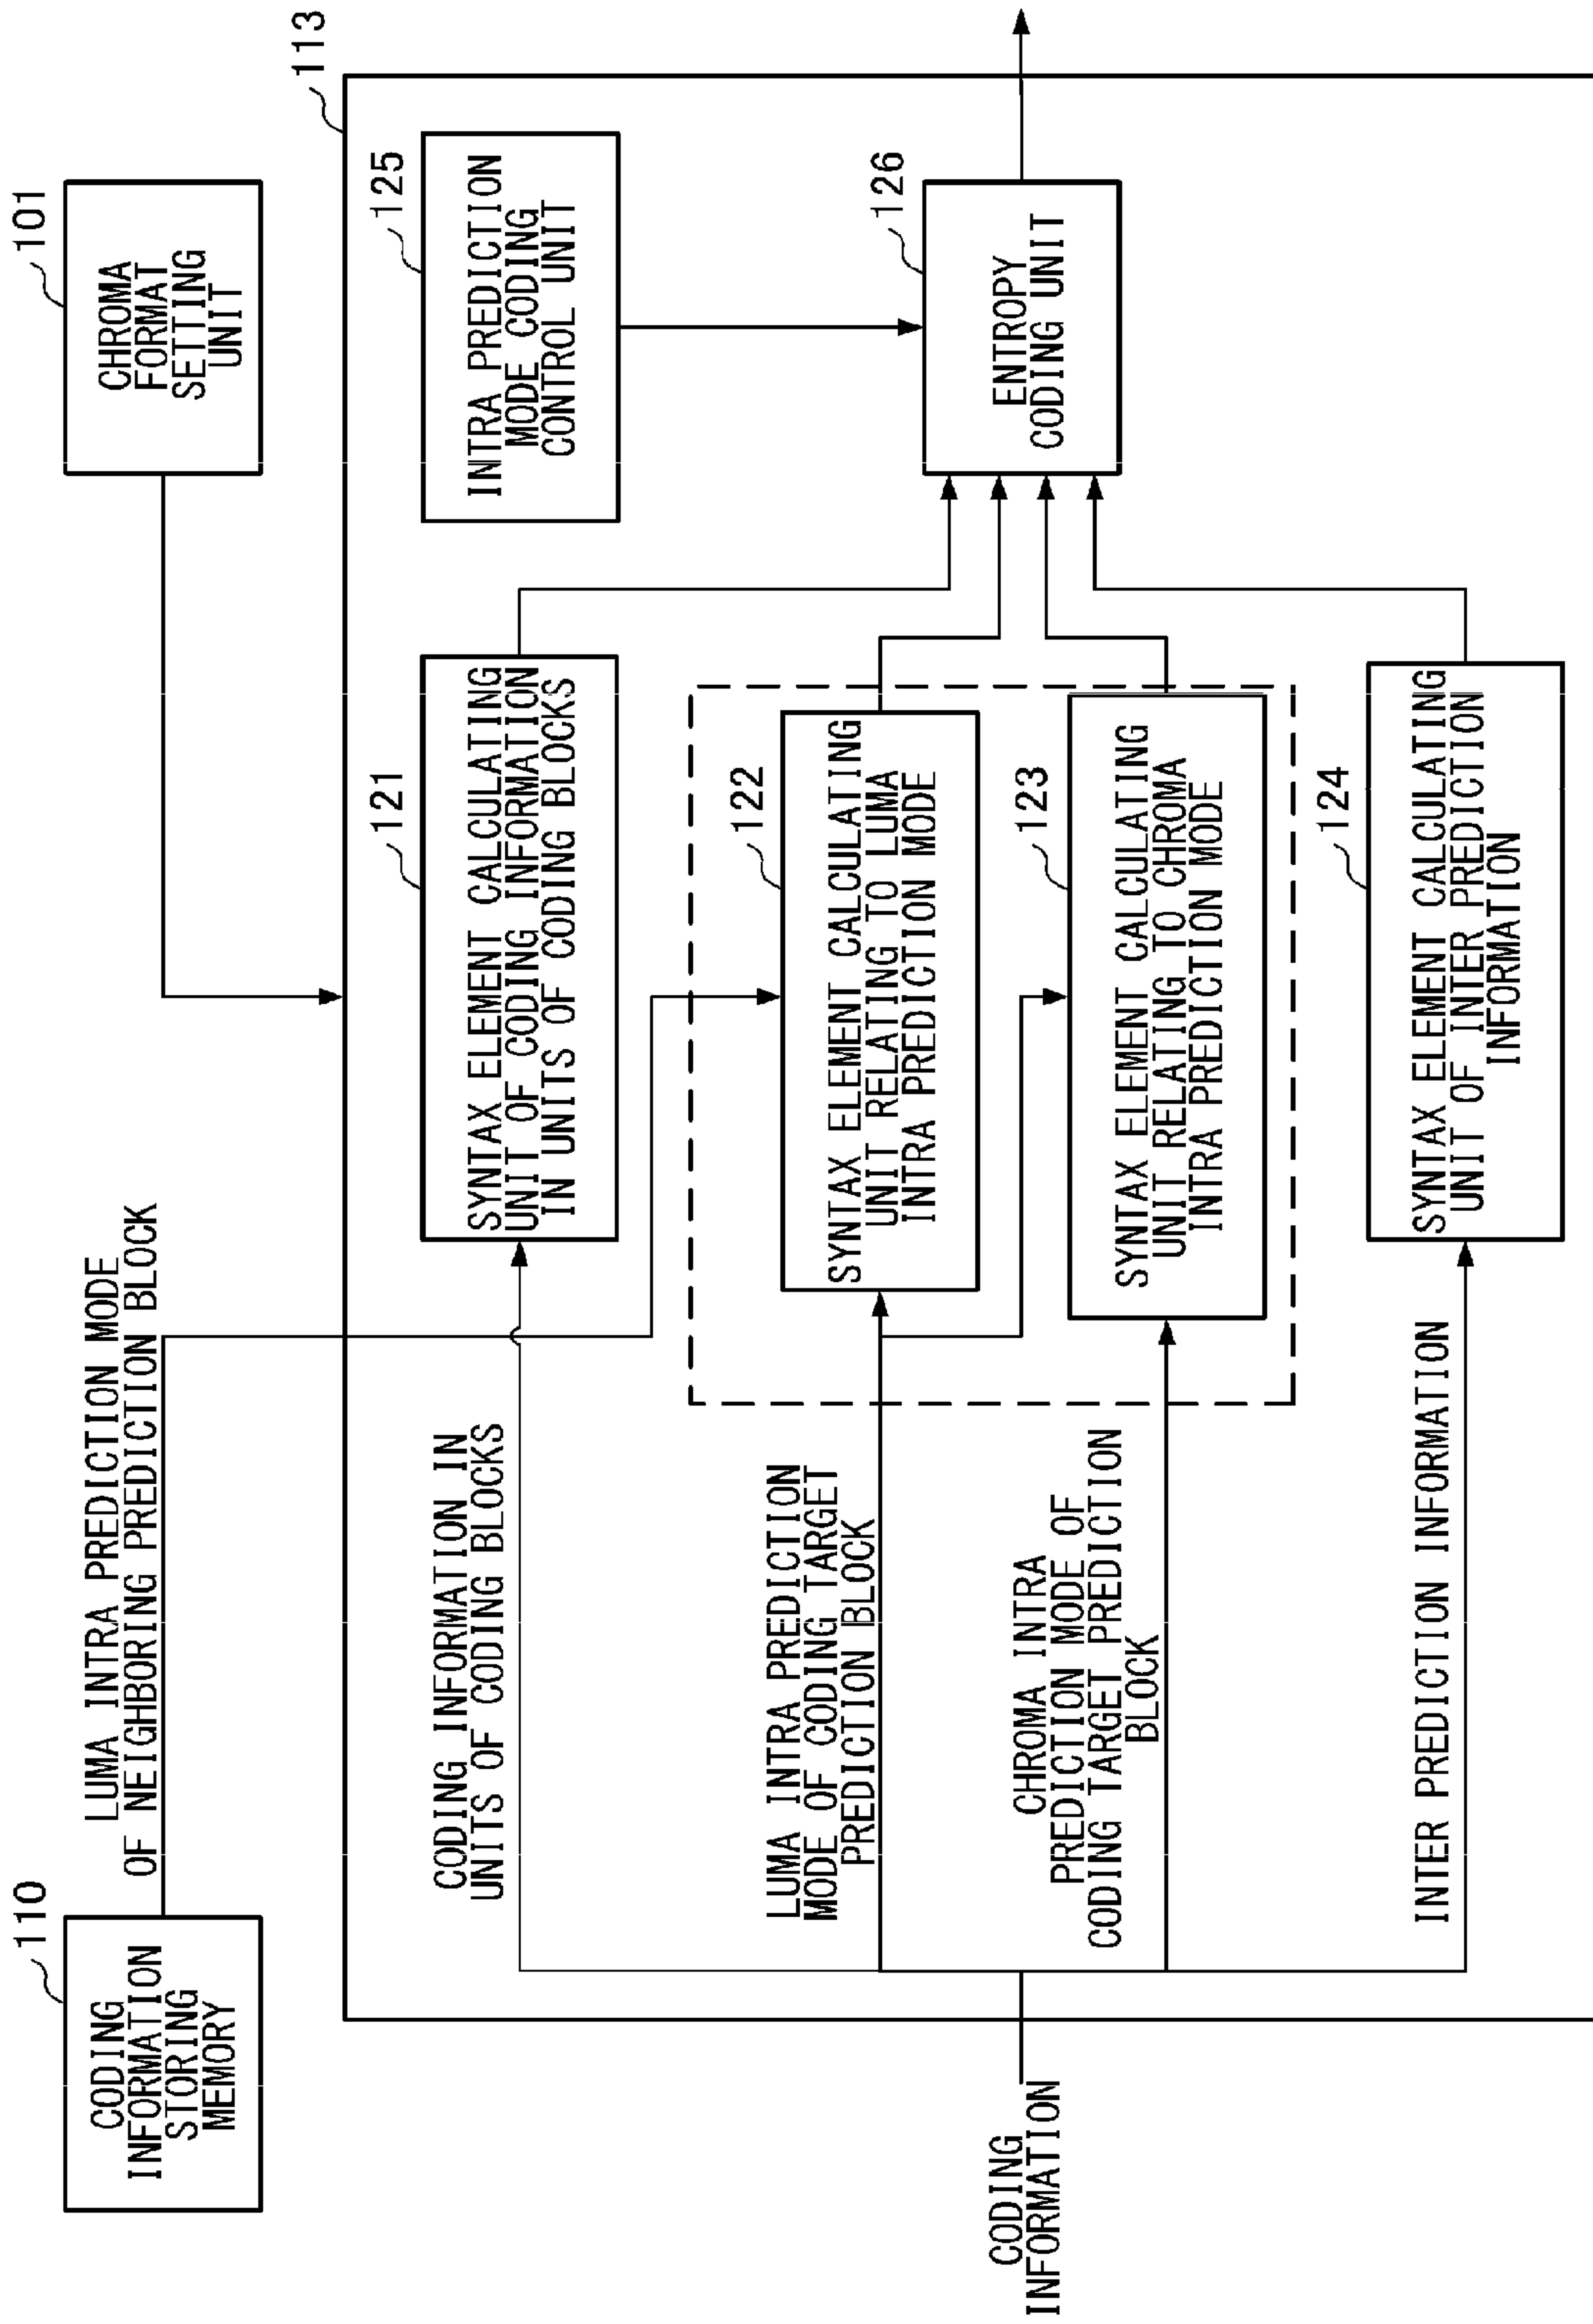 110
CODING
INFORMATION
STORING
MEMORY
LUMA INTRA PREDICTION MODE
OF NEIGHBORING PREDICTION BLOCK
101
CHROMA
FORMAT
SETTING
UNIT
113
CODING
INFORMATION
CODING INFORMATION IN
UNITS OF CODING BLOCKS
121
SYNTAX ELEMENT CALCULATING
UNIT OF CODING INFORMATION
IN UNITS OF CODING BLOCKS
125
INTRA PREDICTION
MODE CODING
CONTROL UNIT
LUMA INTRA PREDICTION
MODE OF CODING TARGET
PREDICTION BLOCK
122
SYNTAX ELEMENT CALCULATING
UNIT RELATING TO LUMA
INTRA PREDICTION MODE
126
ENTROPY
CODING UNIT
CHROMA INTRA
PREDICTION MODE OF
CODING TARGET PREDICTION
BLOCK
123
SYNTAX ELEMENT CALCULATING
UNIT RELATING TO CHROMA
INTRA PREDICTION MODE
INTER PREDICTION INFORMATION
124
SYNTAX ELEMENT CALCULATING
UNIT OF INTER PREDICTION
INFORMATION